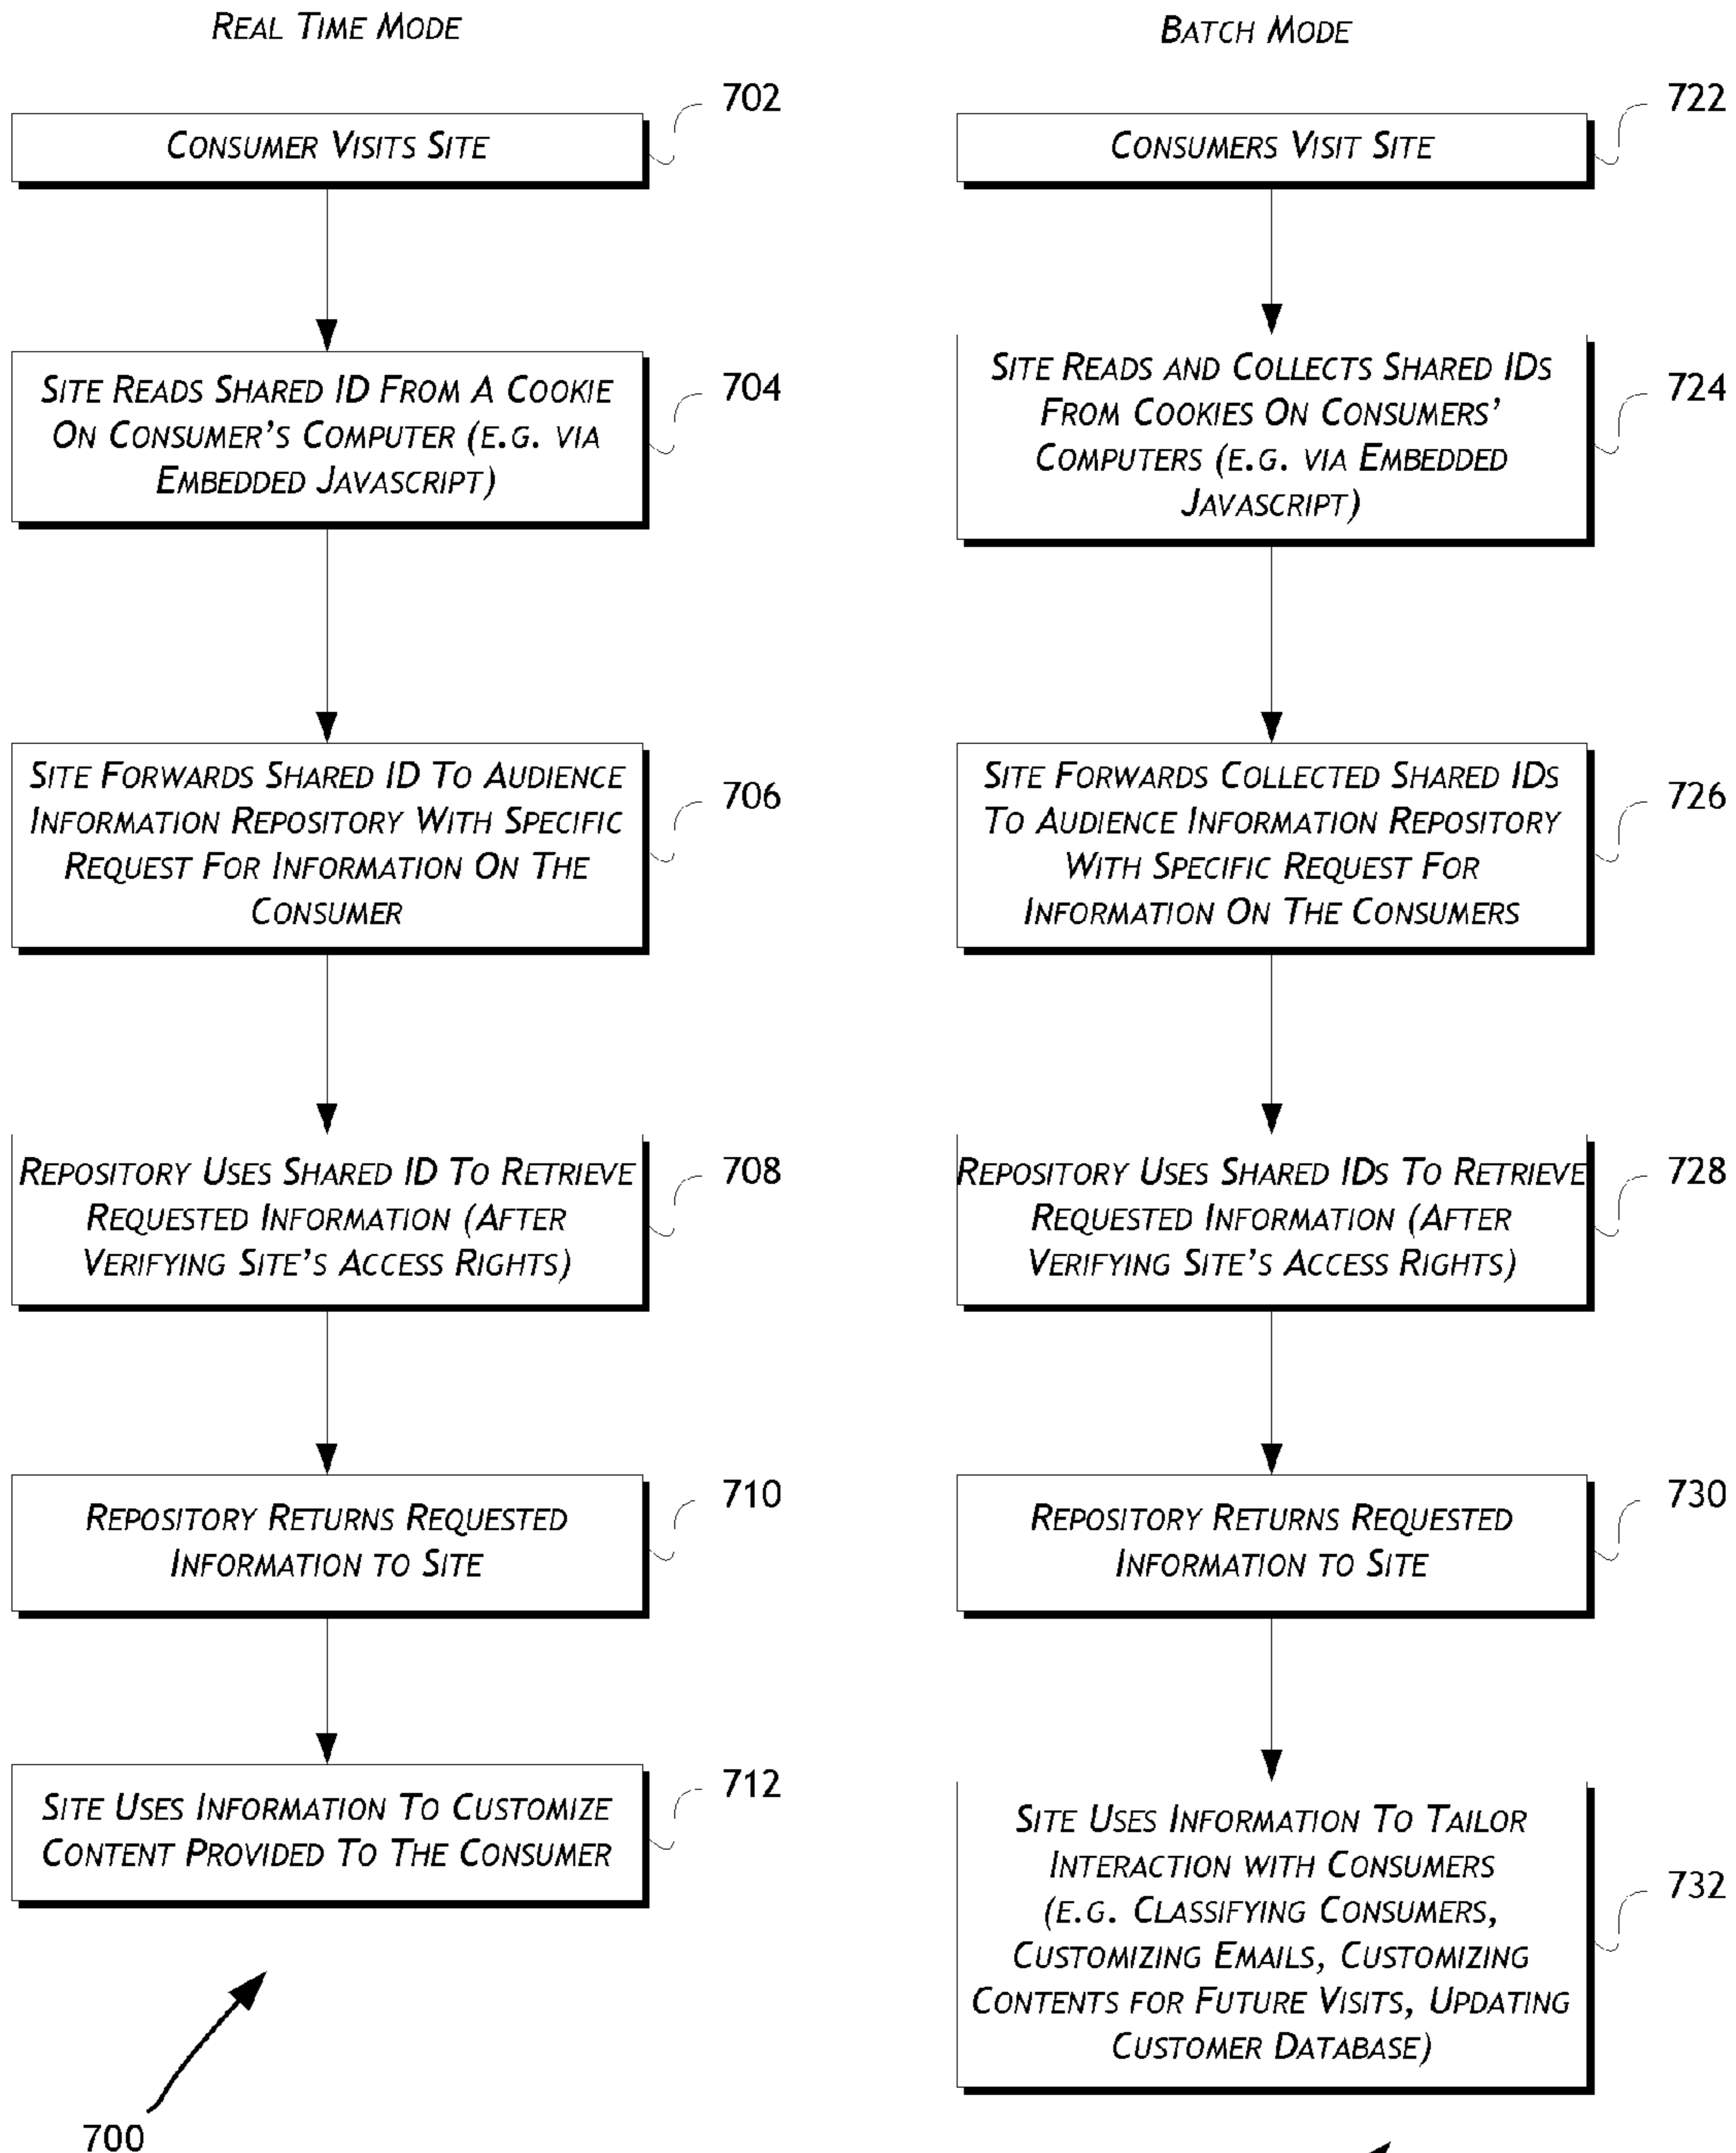 REAL TIME MODE
702
CONSUMER VISITS SITE
704
SITE READS SHARED ID FROM A COOKIE
ON CONSUMER'S COMPUTER (E.G. VIA
EMBEDDED JAVASCRIPT)
706
SITE FORWARDS SHARED ID TO AUDIENCE
INFORMATION REPOSITORY WITH SPECIFIC
REQUEST FOR INFORMATION ON THE
CONSUMER
708
REPOSITORY USES SHARED ID TO RETRIEVE
REQUESTED INFORMATION (AFTER
VERIFYING SITE'S ACCESS RIGHTS)
710
REPOSITORY RETURNS REQUESTED
INFORMATION TO SITE
712
SITE USES INFORMATION TO CUSTOMIZE
CONTENT PROVIDED TO THE CONSUMER
700
BATCH MODE
722
CONSUMERS VISIT SITE
724
SITE READS AND COLLECTS SHARED IDS
FROM COOKIES ON CONSUMERS'
COMPUTERS (E.G. VIA EMBEDDED
JAVASCRIPT)
726
SITE FORWARDS COLLECTED SHARED IDS
TO AUDIENCE INFORMATION REPOSITORY
WITH SPECIFIC REQUEST FOR
INFORMATION ON THE CONSUMERS
728
REPOSITORY USES SHARED IDS TO RETRIEVE
REQUESTED INFORMATION (AFTER
VERIFYING SITE'S ACCESS RIGHTS)
730
REPOSITORY RETURNS REQUESTED
INFORMATION TO SITE
732
SITE USES INFORMATION TO TAILOR
INTERACTION WITH CONSUMERS
(E.G. CLASSIFYING CONSUMERS,
CUSTOMIZING EMAILS, CUSTOMIZING
CONTENTS FOR FUTURE VISITS, UPDATING
CUSTOMER DATABASE)